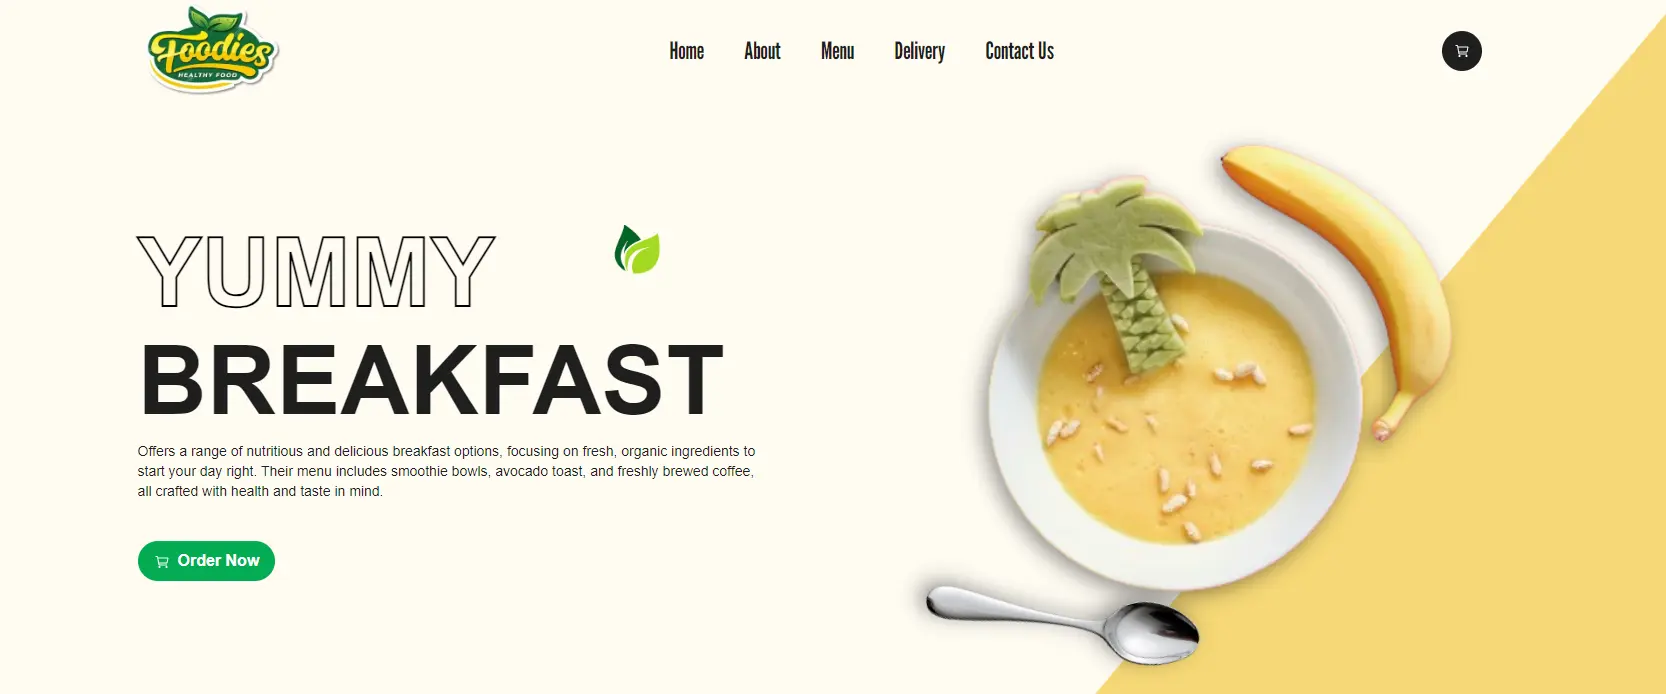 Foodies
HEALTHY FOOD
Home About Menu Delivery Contact Us
YUMMY
BREAKFAST
Offers a range of nutritious and delicious breakfast options, focusing on fresh, organic ingredients to
start your day right. Their menu includes smoothie bowls, avocado toast, and freshly brewed coffee,
all crafted with health and taste in mind.
Order Now